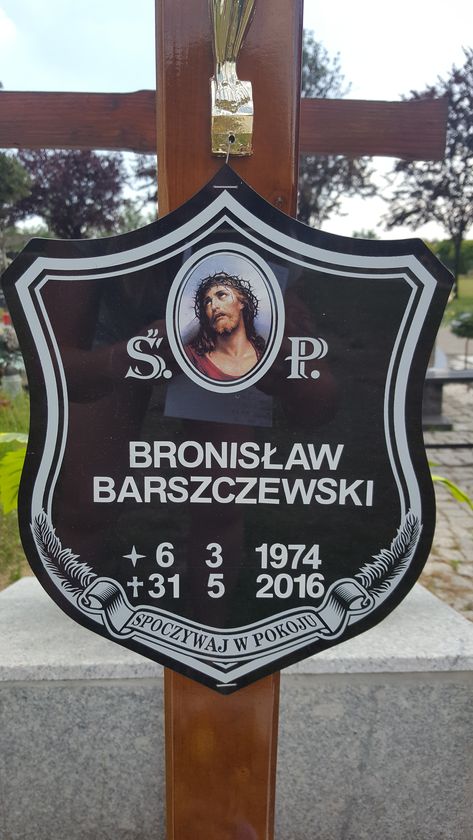 Ś. P.
BRONISŁAW
BARSZCZEWSKI
6 3 1974
✝31 5 2016
SPOCZYWAJ W POKOJU